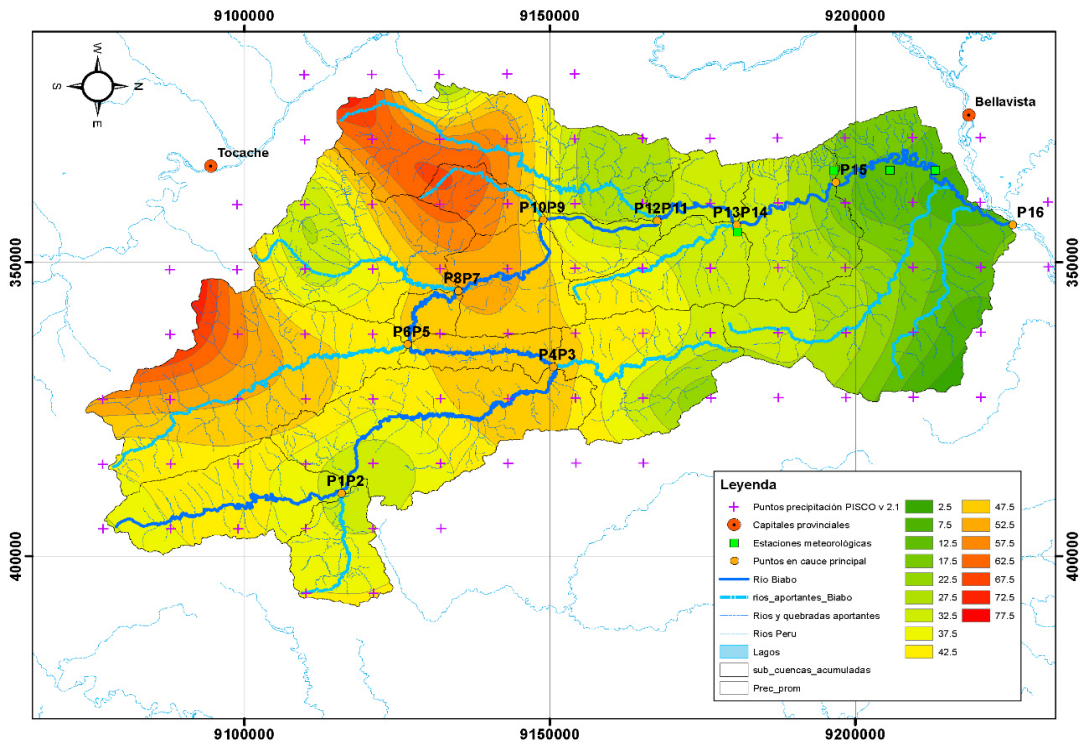 9100000 9150000 9200000
W
S N
E
Bellavista
Tocache
P15
P10P9 P12P11 P13P14 P16
350000 350000
P8P7
P6P5
P4P3
P1P2
Leyenda
Puntos precipitación PISCO v 2.1
Capitales provinciales
Estaciones meteorológicas
Puntos en cauce principal
Río Biabo
rios_aportantes_Biabo
Rios y quebradas aportantes
Rios Peru
Lagos
sub_cuencas_acumuladas
Prec_prom
2.5 47.5
7.5 52.5
12.5 57.5
17.5 62.5
22.5 67.5
27.5 72.5
32.5 77.5
37.5
42.5
400000 400000
9100000 9150000 9200000